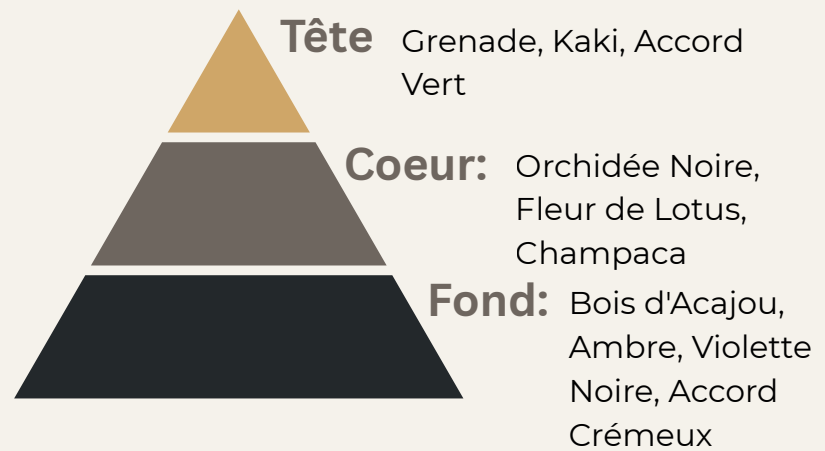 Tête Grenade, Kaki, Accord
Vert
Coeur: Orchidée Noire,
Fleur de Lotus,
Champaca
Fond: Bois d'Acajou,
Ambre, Violette
Noire, Accord
Crémeux